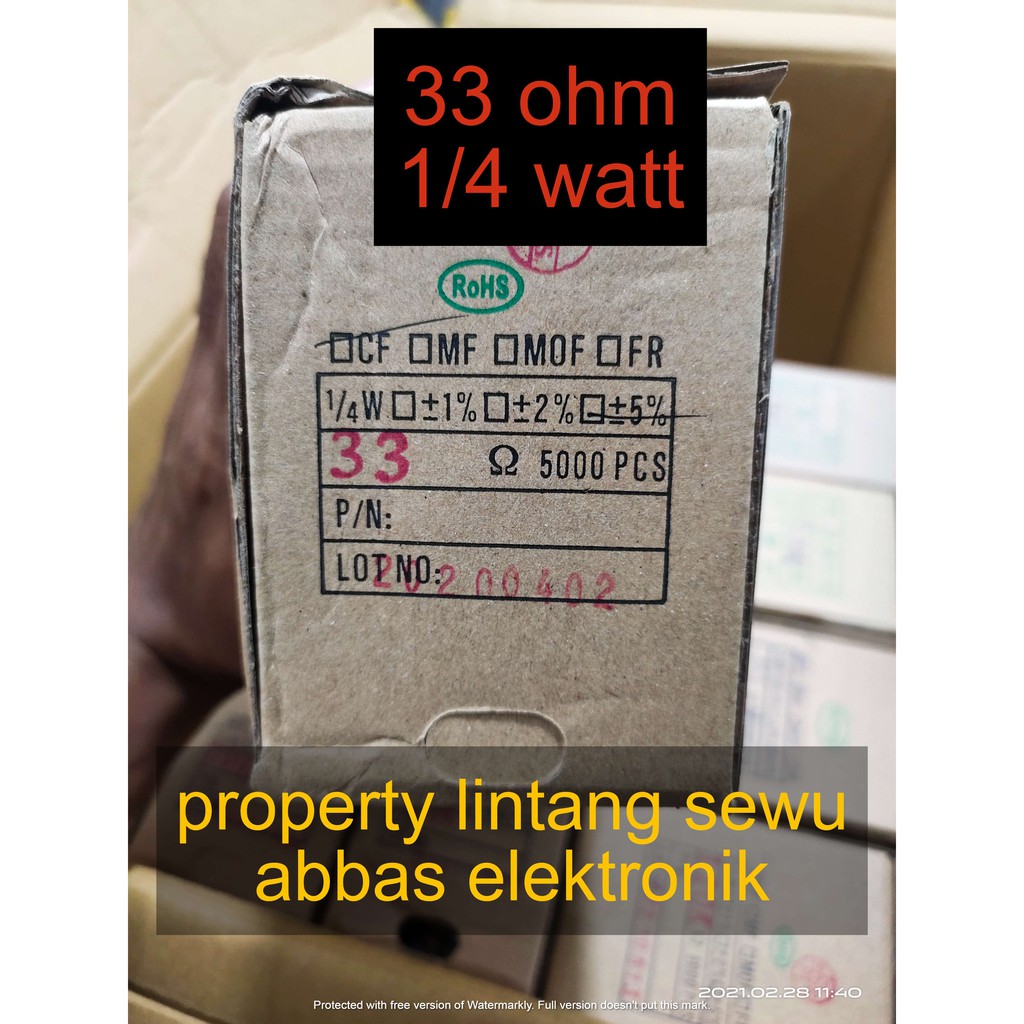 33 ohm
1/4 watt
RoHS
□CF □MF □MOF □FR
1/4W □±1% □±2% □±5%
33 Ω 5000 PCS
P/N:
LOT NO: 20200402
property lintang sewu
abbas elektronik
2021.02.28 11:40
Protected with free version of Watermarkly. Full version doesn't put this mark.